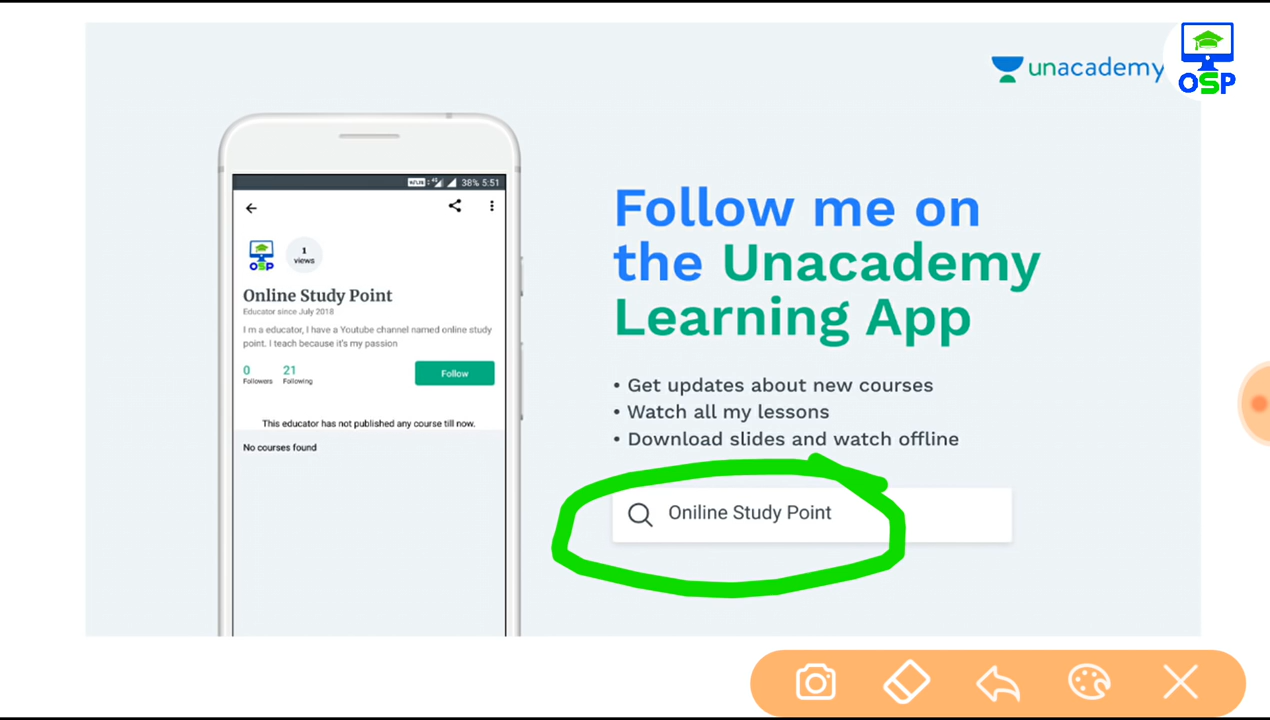 unacademy
OSP
38% 5:51
OSP
1
views
Online Study Point
Educator since July 2018
I m a educator, I have a Youtube channel named online study
point. I teach because it's my passion
0
Followers
21
Following
Follow
This educator has not published any course till now.
No courses found
Follow me on
the Unacademy
Learning App
• Get updates about new courses
• Watch all my lessons
• Download slides and watch offline
Oniline Study Point